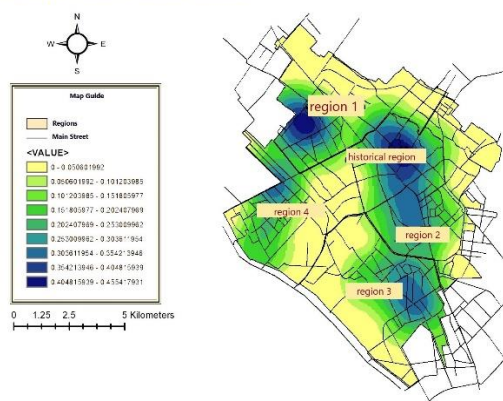 N
W
E
S
Map Guide
Regions
Main Street
<VALUE>
0 - 0.050601992
0.050601992 - 0.101203985
0.101203985 - 0.151805977
0.151805977 - 0.202407969
0.202407969 - 0.253009962
0.253009962 - 0.303611954
0.303611954 - 0.354213946
0.354213946 - 0.404815939
0.404815939 - 0.455417931
0 1.25 2.5 5 Kilometers
region 1
historical region
region 4
region 2
region 3